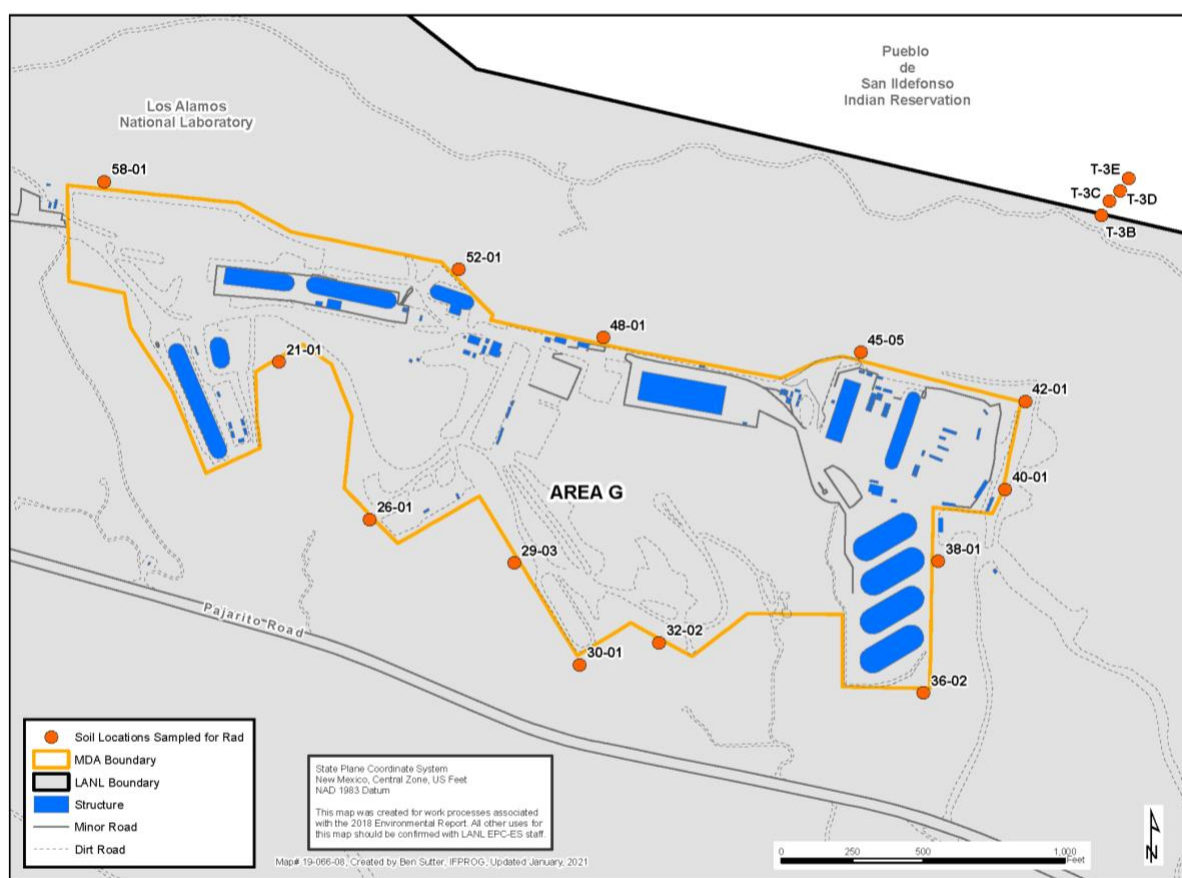 Pueblo
de
San Ildefonso
Indian Reservation
Los Alamos
National Laboratory
58-01
T-3E
T-3C
T-3D
T-3B
52-01
48-01
45-05
21-01
42-01
40-01
AREA G
26-01
29-03
38-01
Pajarito Road
32-02
30-01
36-02
Soil Locations Sampled for Rad
MDA Boundary
LANL Boundary
Structure
Minor Road
Dirt Road
State Plane Coordinate System
New Mexico, Central Zone, US Feet
NAD 1983 Datum
This map was created for work processes associated
with the 2018 Environmental Report. All other uses for
this map should be confirmed with LANL EPC-ES staff.
Map# 19-066-08, Created by Ben Sutter, IFPROG, Updated January, 2021
0 250 500 1,000
Feet
N